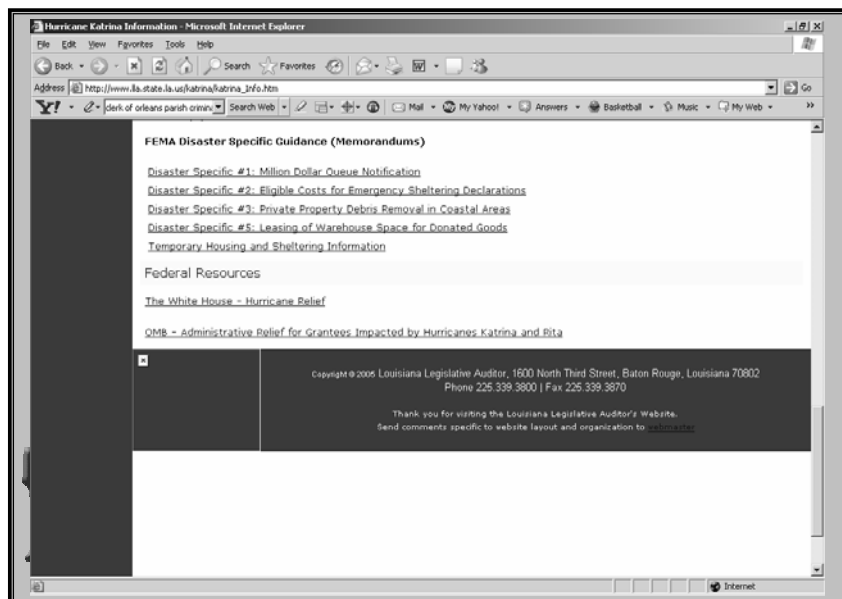 Hurricane Katrina Information - Microsoft Internet Explorer
File Edit View Favorites Tools Help
Back Search Favorites
Address http://www.lla.state.la.us/katrina/katrina_Info.htm Go
Y! clerk of orleans parish crimin Search Web Mail My Yahoo! Answers Basketball Music My Web »
FEMA Disaster Specific Guidance (Memorandums)
Disaster Specific #1: Million Dollar Queue Notification
Disaster Specific #2: Eligible Costs for Emergency Sheltering Declarations
Disaster Specific #3: Private Property Debris Removal in Coastal Areas
Disaster Specific #5: Leasing of Warehouse Space for Donated Goods
Temporary Housing and Sheltering Information
Federal Resources
The White House - Hurricane Relief
OMB - Administrative Relief for Grantees Impacted by Hurricanes Katrina and Rita
Copyright © 2005 Louisiana Legislative Auditor, 1600 North Third Street, Baton Rouge, Louisiana 70802
Phone 225.339.3800 | Fax 225.339.3870
Thank you for visiting the Louisiana Legislative Auditor's Website.
Send comments specific to website layout and organization to webmaster
Internet